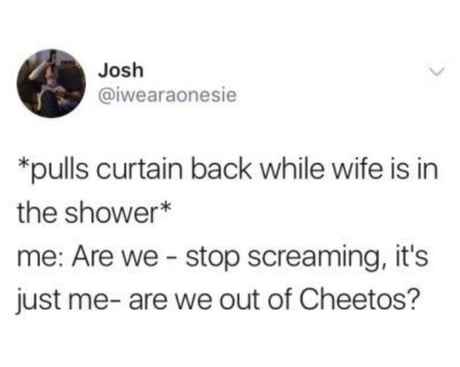 Josh
@iwearaonesie
*pulls curtain back while wife is in
the shower*
me: Are we - stop screaming, it's
just me- are we out of Cheetos?